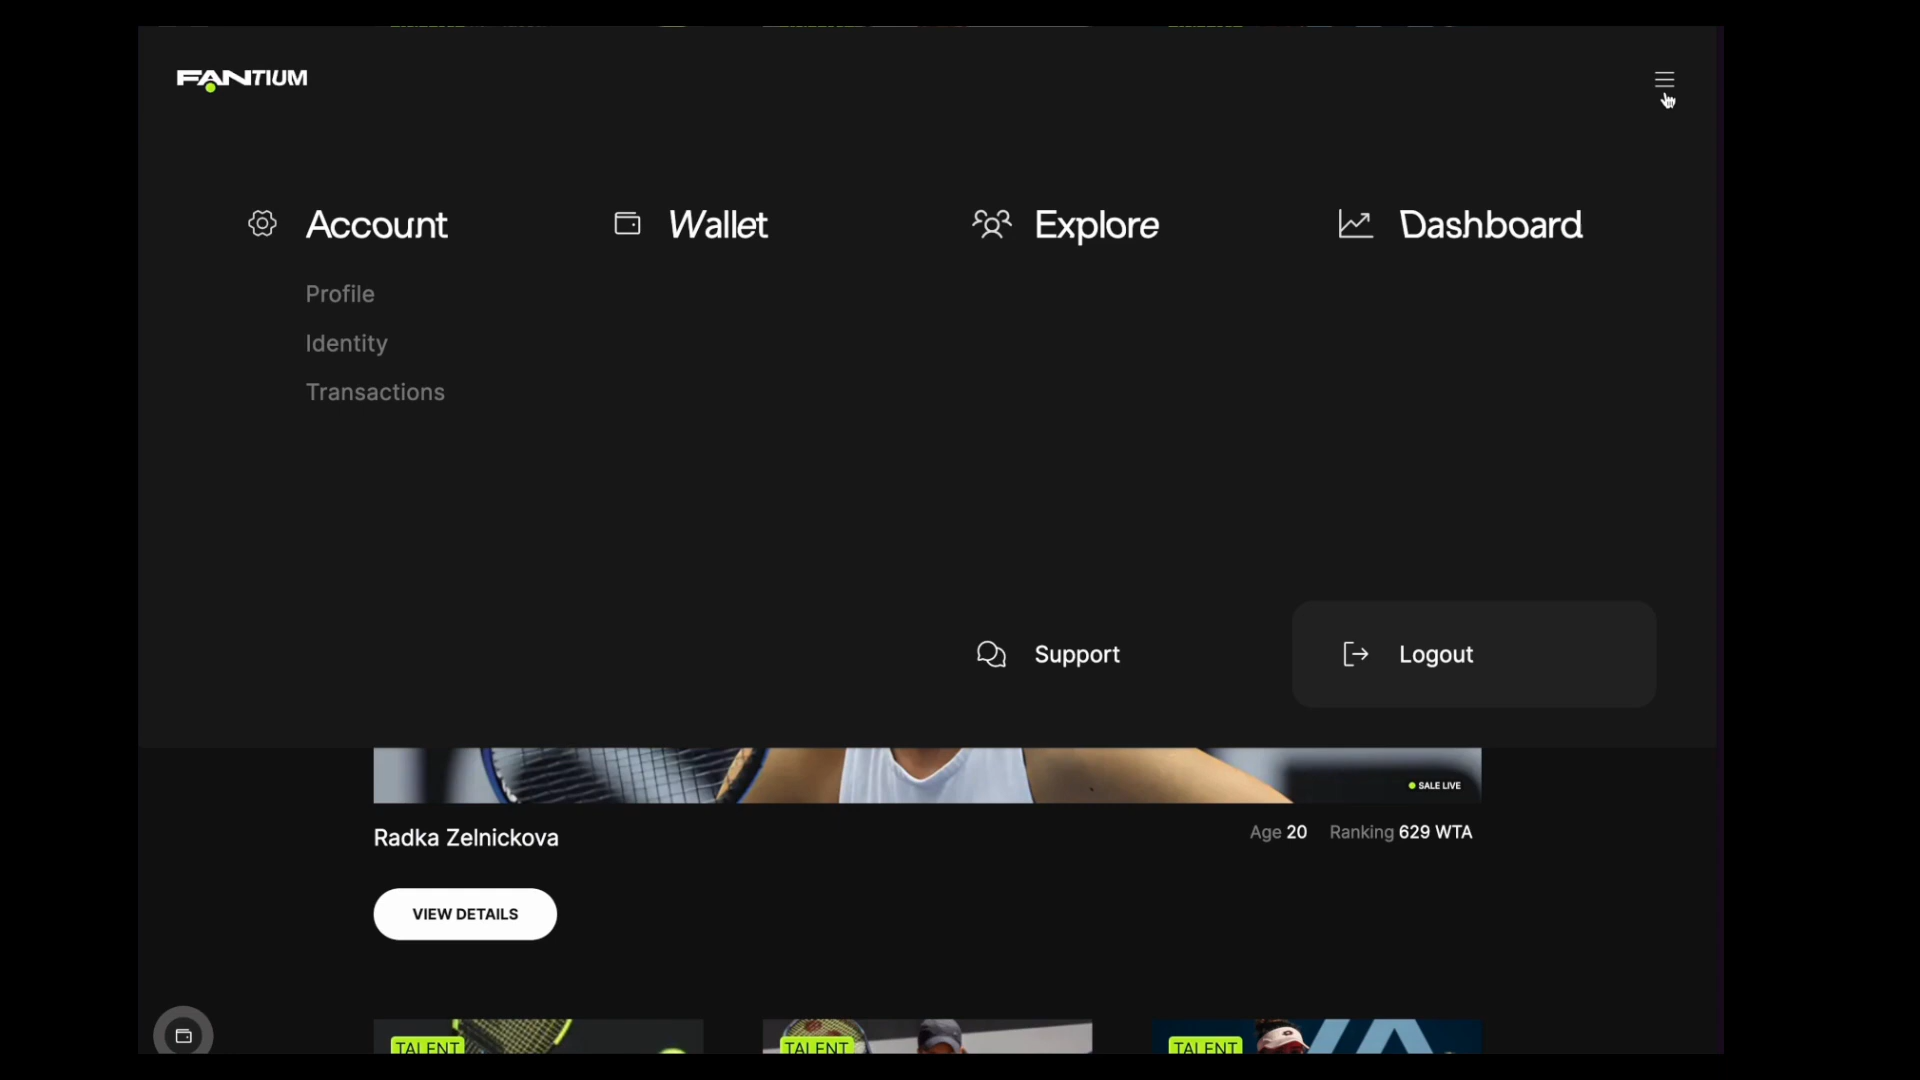 FANTIUM
Account
Wallet
Explore
Dashboard
Profile
Identity
Transactions
Support
Logout
SALE LIVE
Radka Zelnickova
Age 20 Ranking 629 WTA
VIEW DETAILS
TALENT
TALENT
TALENT